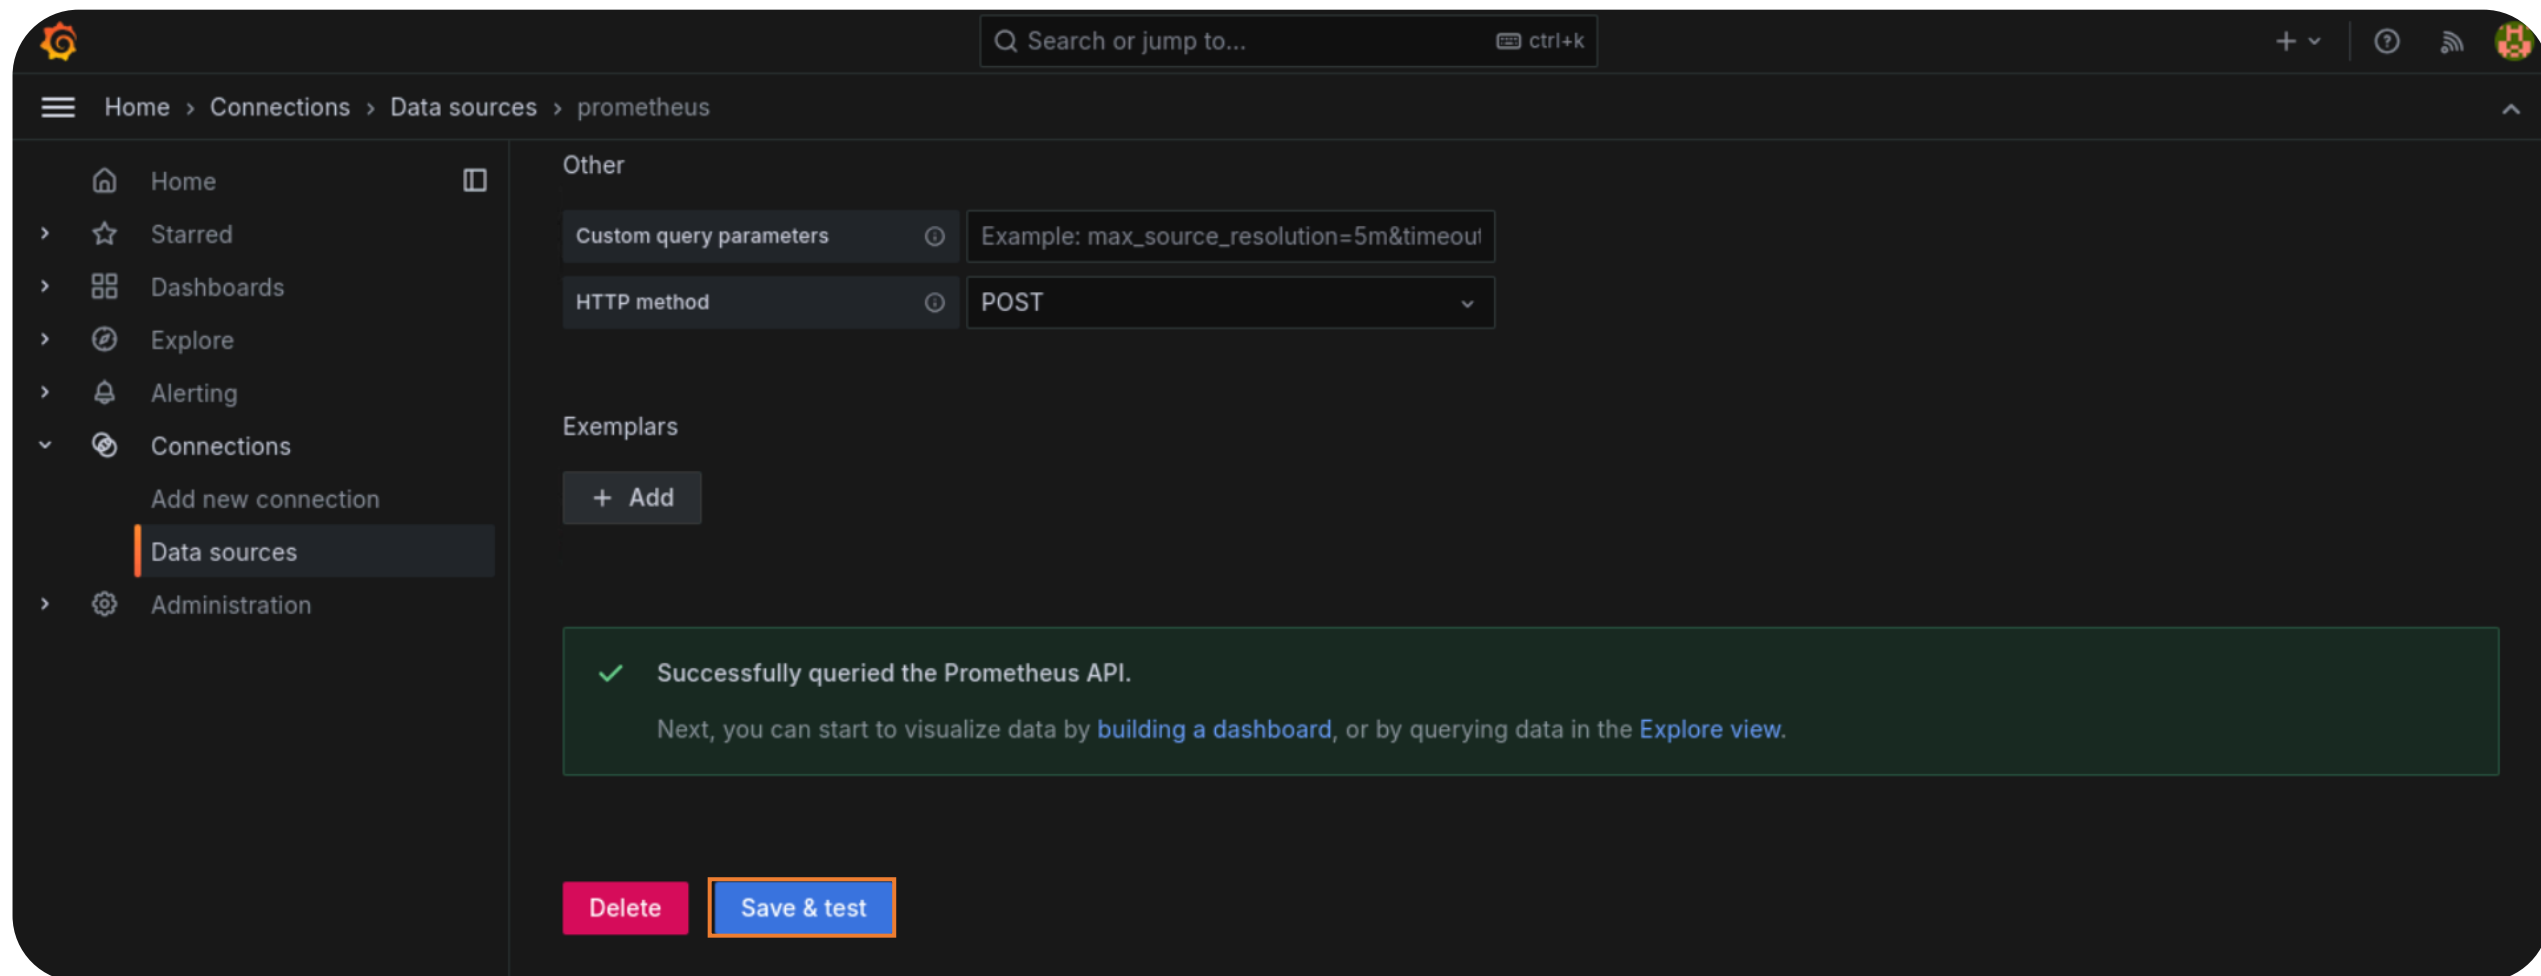 Search or jump to...
ctrl+k
Home › Connections › Data sources › prometheus
Home
Starred
Dashboards
Explore
Alerting
Connections
Add new connection
Data sources
Administration
Other
Custom query parameters
Example: max_source_resolution=5m&timeout
HTTP method
POST
Exemplars
+ Add
Successfully queried the Prometheus API.
Next, you can start to visualize data by building a dashboard, or by querying data in the Explore view.
Delete
Save & test